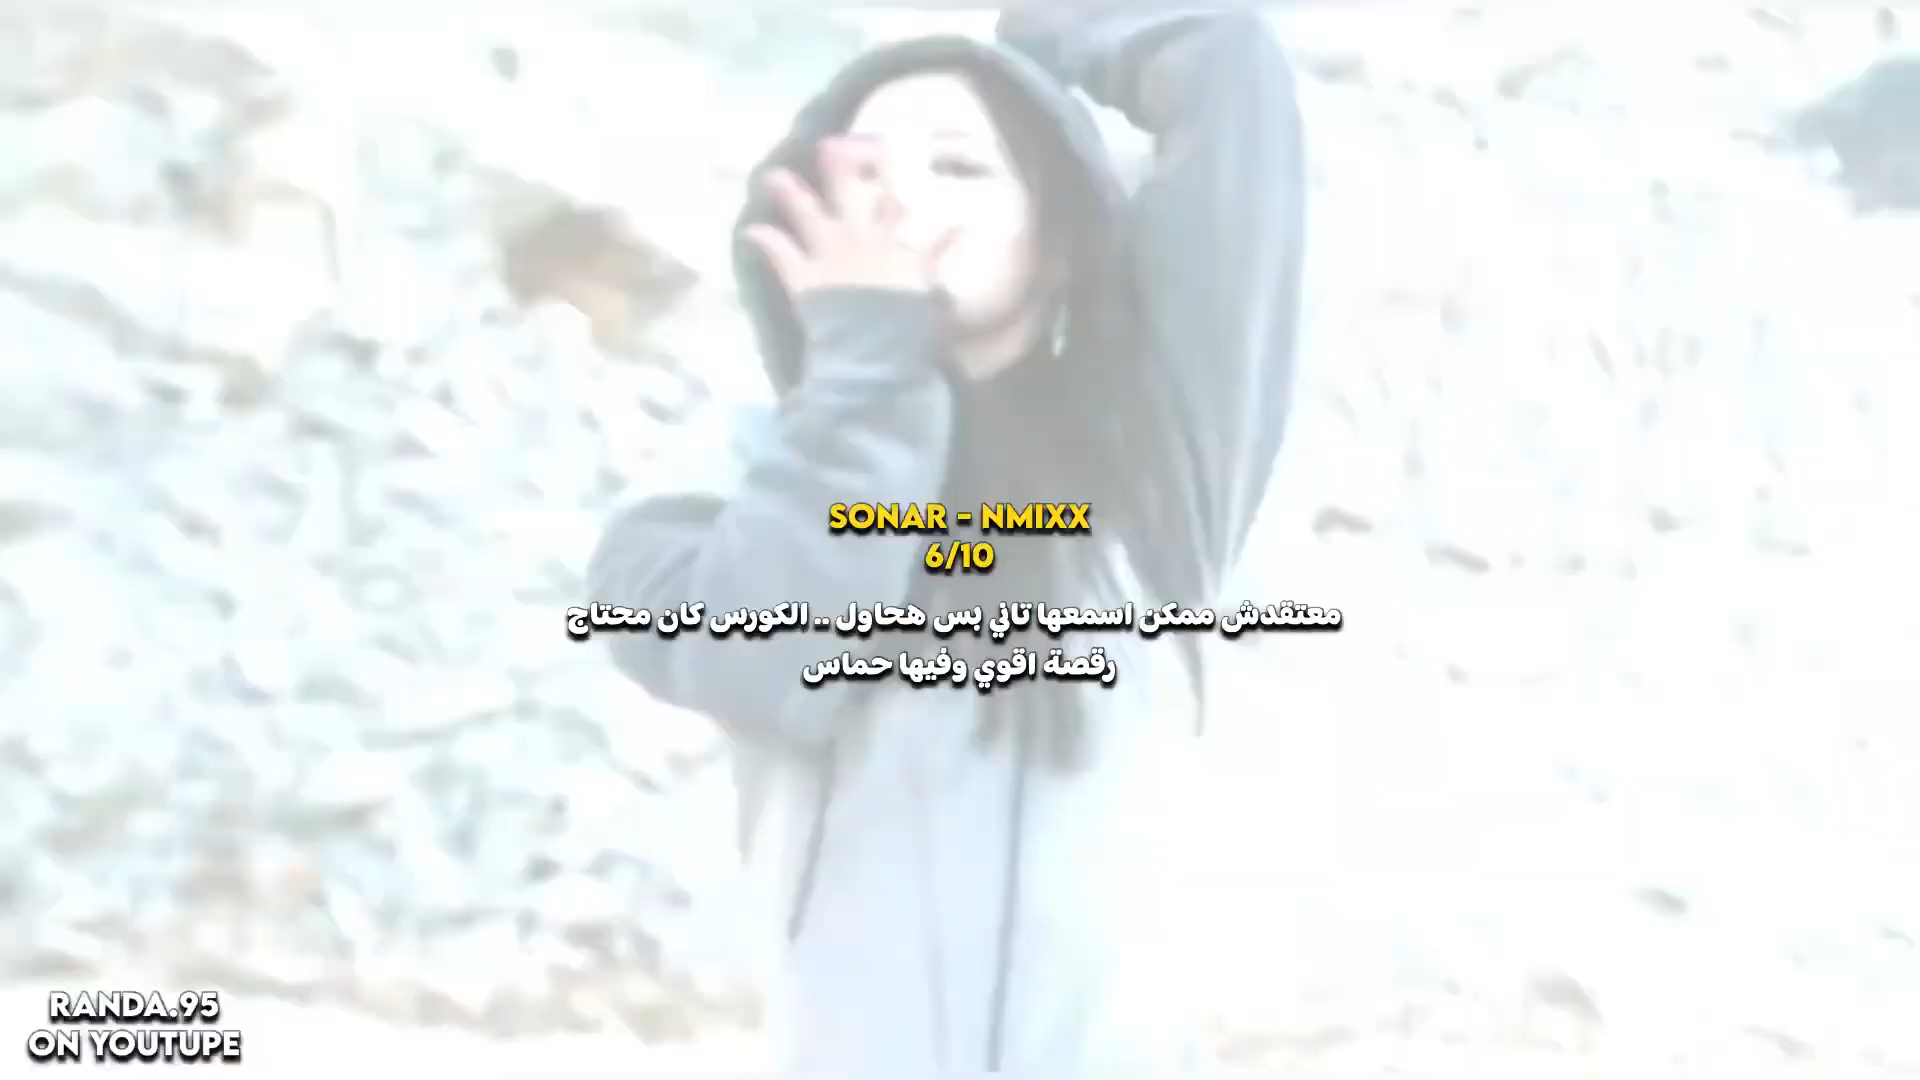 SONAR - NMIXX
6/10
معتقدش ممكن اسمعها تاني بس هحاول .. الكورس كان محتاج
رقصة اقوي وفيها حماس
RANDA.95
ON YOUTUPE